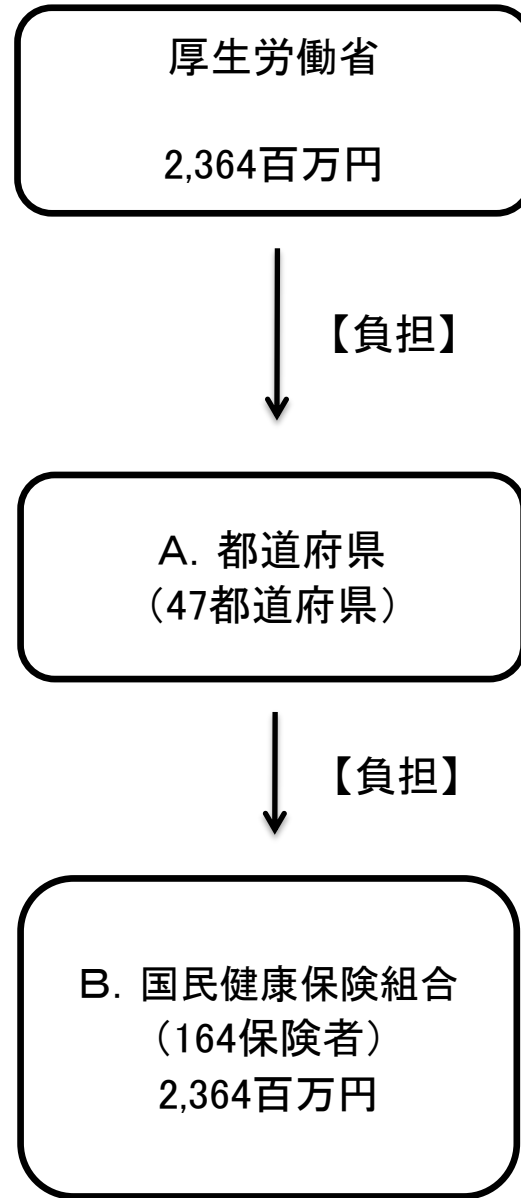 厚生労働省
2,364百万円
【負担】
A．都道府県
（47都道府県）
【負担】
B．国民健康保険組合
（164保険者）
2,364百万円